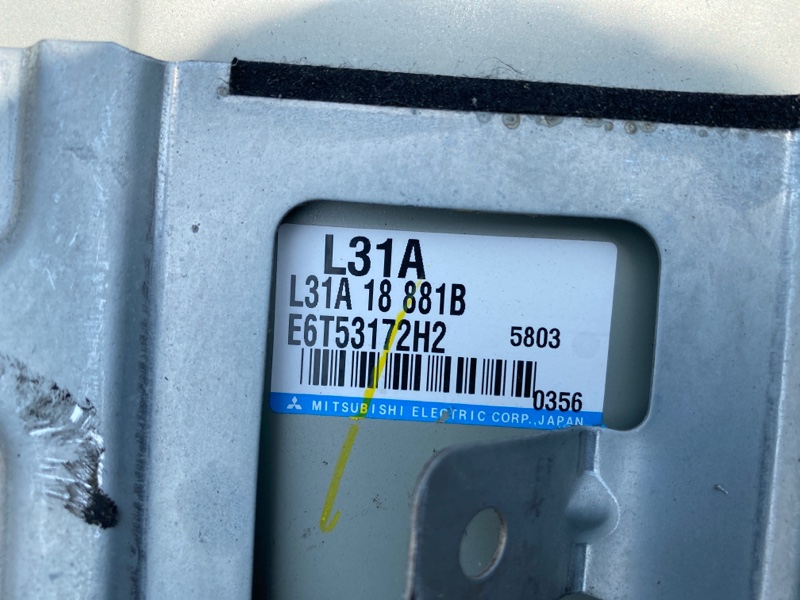 L31A
L31A 18 881B
E6T53172H2 5803
0356
MITSUBISHI ELECTRIC CORP.,JAPAN